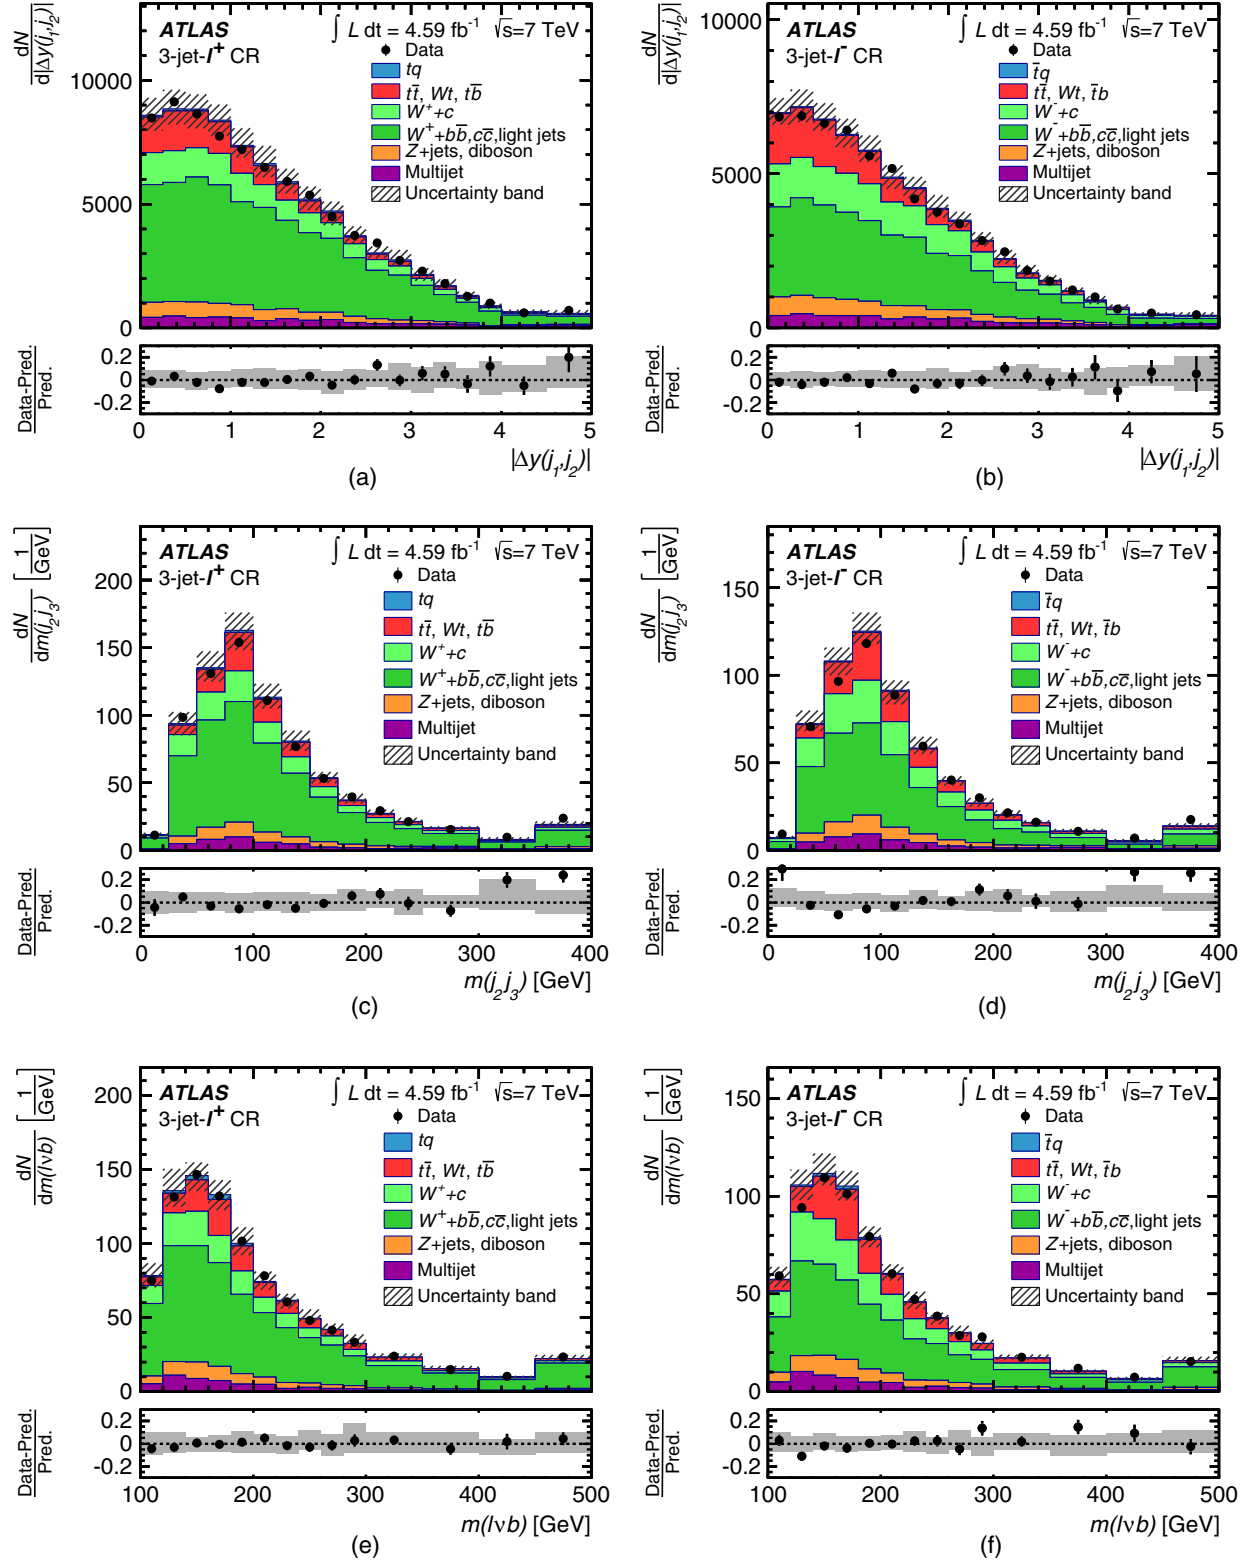 dN
d|Δy(j₁,j₂)|
ATLAS
3-jet-l⁺ CR
∫ L dt = 4.59 fb⁻¹ √s=7 TeV
Data
tq
tt̅, Wt, tb̅
W⁺+c
W⁺+bb̅,cc̅,light jets
Z+jets, diboson
Multijet
Uncertainty band
10000
5000
0
Data-Pred.
Pred.
0.2
0
-0.2
0 1 2 3 4 5
|Δy(j₁,j₂)|
(a)
dN
d|Δy(j₁,j₂)|
ATLAS
3-jet-l⁻ CR
∫ L dt = 4.59 fb⁻¹ √s=7 TeV
Data
t̅q
tt̅, Wt, t̅b
W⁻+c
W⁻+bb̅,cc̅,light jets
Z+jets, diboson
Multijet
Uncertainty band
10000
5000
0
Data-Pred.
Pred.
0.2
0
-0.2
0 1 2 3 4 5
|Δy(j₁,j₂)|
(b)
dN
dm(j₂j₃)
[1/GeV]
ATLAS
3-jet-l⁺ CR
∫ L dt = 4.59 fb⁻¹ √s=7 TeV
Data
tq
tt̅, Wt, tb̅
W⁺+c
W⁺+bb̅,cc̅,light jets
Z+jets, diboson
Multijet
Uncertainty band
200
150
100
50
0
Data-Pred.
Pred.
0.2
0
-0.2
0 100 200 300 400
m(j₂j₃) [GeV]
(c)
dN
dm(j₂j₃)
[1/GeV]
ATLAS
3-jet-l⁻ CR
∫ L dt = 4.59 fb⁻¹ √s=7 TeV
Data
t̅q
tt̅, Wt, t̅b
W⁻+c
W⁻+bb̅,cc̅,light jets
Z+jets, diboson
Multijet
Uncertainty band
150
100
50
0
Data-Pred.
Pred.
0.2
0
-0.2
0 100 200 300 400
m(j₂j₃) [GeV]
(d)
dN
dm(lνb)
[1/GeV]
ATLAS
3-jet-l⁺ CR
∫ L dt = 4.59 fb⁻¹ √s=7 TeV
Data
tq
tt̅, Wt, tb̅
W⁺+c
W⁺+bb̅,cc̅,light jets
Z+jets, diboson
Multijet
Uncertainty band
200
150
100
50
0
Data-Pred.
Pred.
0.2
0
-0.2
100 200 300 400 500
m(lνb) [GeV]
(e)
dN
dm(lνb)
[1/GeV]
ATLAS
3-jet-l⁻ CR
∫ L dt = 4.59 fb⁻¹ √s=7 TeV
Data
t̅q
tt̅, Wt, t̅b
W⁻+c
W⁻+bb̅,cc̅,light jets
Z+jets, diboson
Multijet
Uncertainty band
150
100
50
0
Data-Pred.
Pred.
0.2
0
-0.2
100 200 300 400 500
m(lνb) [GeV]
(f)